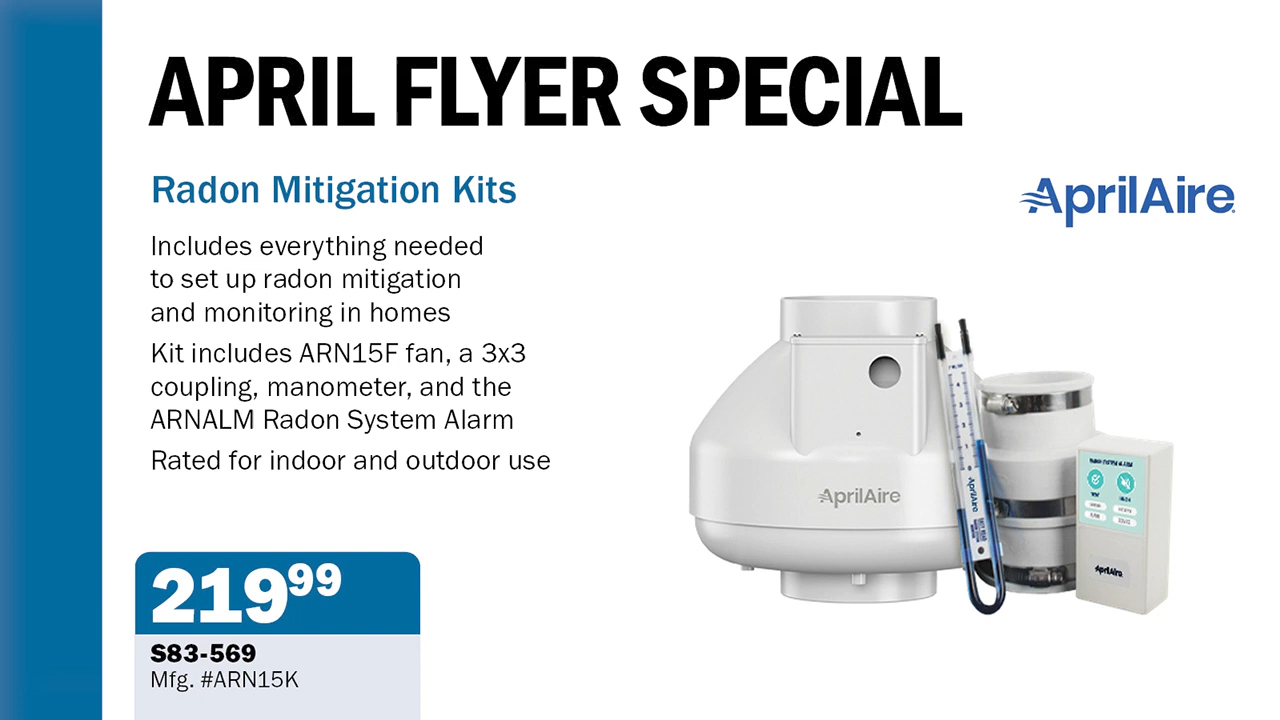 APRIL FLYER SPECIAL
Radon Mitigation Kits
AprilAire
Includes everything needed
to set up radon mitigation
and monitoring in homes
Kit includes ARN15F fan, a 3x3
coupling, manometer, and the
ARNALM Radon System Alarm
Rated for indoor and outdoor use
AprilAire
AprilAire
AprilAire
219⁹⁹
S83-569
Mfg. #ARN15K